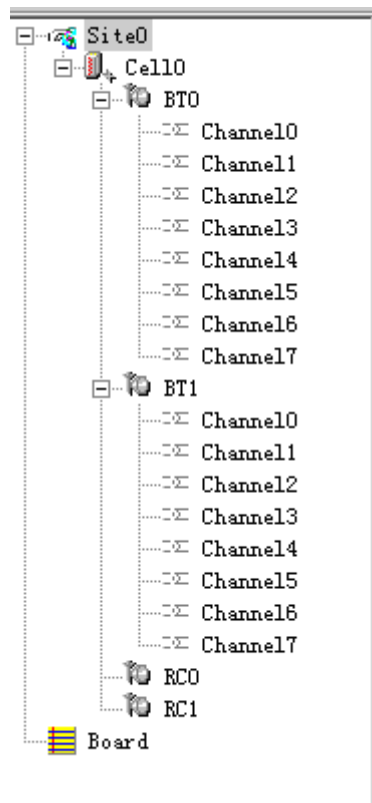 Site0
Cell0
BT0
Channel0
Channel1
Channel2
Channel3
Channel4
Channel5
Channel6
Channel7
BT1
Channel0
Channel1
Channel2
Channel3
Channel4
Channel5
Channel6
Channel7
RC0
RC1
Board